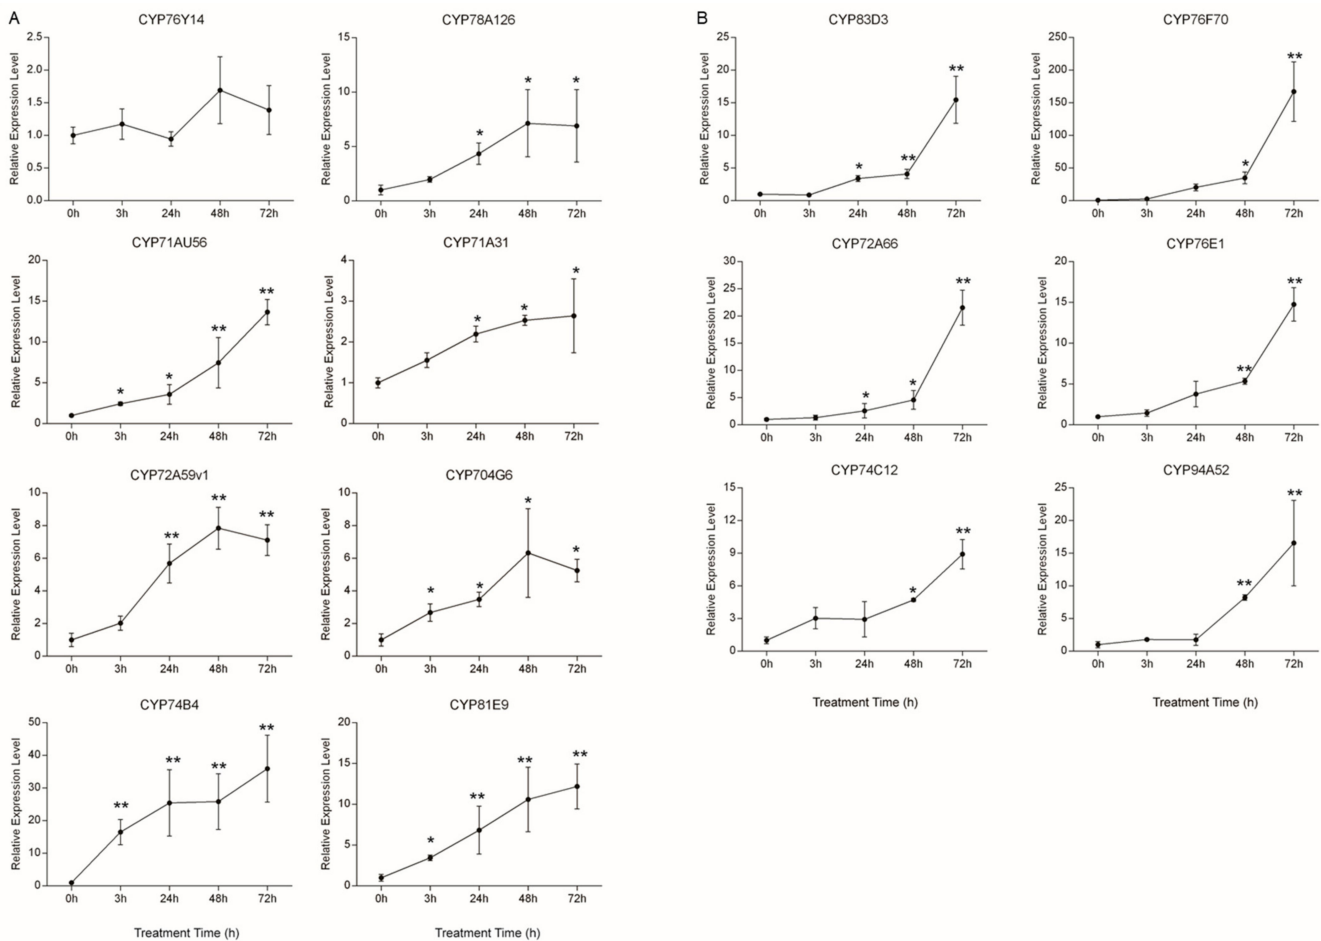 A
CYP76Y14
Relative Expression Level
2.5
2.0
1.5
1.0
0.5
0.0
0h 3h 24h 48h 72h
CYP78A126
Relative Expression Level
15
10
5
0
* * *
0h 3h 24h 48h 72h
CYP71AU56
Relative Expression Level
20
15
10
5
0
* * ** **
0h 3h 24h 48h 72h
CYP71A31
Relative Expression Level
4
3
2
1
0
* * *
0h 3h 24h 48h 72h
CYP72A59v1
Relative Expression Level
10
8
6
4
2
0
** ** **
0h 3h 24h 48h 72h
CYP704G6
Relative Expression Level
10
8
6
4
2
0
* * * *
0h 3h 24h 48h 72h
CYP74B4
Relative Expression Level
50
40
30
20
10
0
** ** ** **
0h 3h 24h 48h 72h
Treatment Time (h)
CYP81E9
Relative Expression Level
20
15
10
5
0
* ** ** **
0h 3h 24h 48h 72h
Treatment Time (h)
B
CYP83D3
Relative Expression Level
25
20
15
10
5
0
* ** **
0h 3h 24h 48h 72h
CYP76F70
Relative Expression Level
250
200
150
100
50
0
* **
0h 3h 24h 48h 72h
CYP72A66
Relative Expression Level
30
25
20
15
10
5
0
* * **
0h 3h 24h 48h 72h
CYP76E1
Relative Expression Level
20
15
10
5
0
** **
0h 3h 24h 48h 72h
CYP74C12
Relative Expression Level
15
12
9
6
3
0
* **
0h 3h 24h 48h 72h
Treatment Time (h)
CYP94A52
Relative Expression Level
25
20
15
10
5
0
** **
0h 3h 24h 48h 72h
Treatment Time (h)